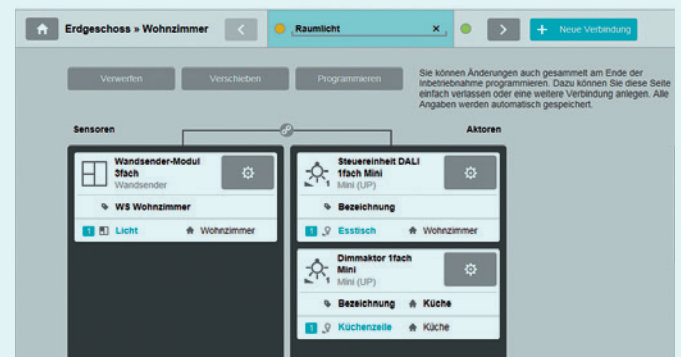 Erdgeschoss » Wohnzimmer
<
Raumlicht
×
>
+ Neue Verbindung
Verwerfen
Verschieben
Programmieren
Sie können Änderungen auch gesammelt am Ende der
Inbetriebnahme programmieren. Dazu können Sie diese Seite
einfach verlassen oder eine weitere Verbindung anlegen. Alle
Angaben werden automatisch gespeichert.
Sensoren
Aktoren
Wandsender-Modul
3fach
Wandsender
WS Wohnzimmer
1 Licht Wohnzimmer
Steuereinheit DALI
1fach Mini
Mini (UP)
Bezeichnung
1 Esstisch Wohnzimmer
Dimmaktor 1fach
Mini
Mini (UP)
Bezeichnung Küche
1 Küchenzeile Küche